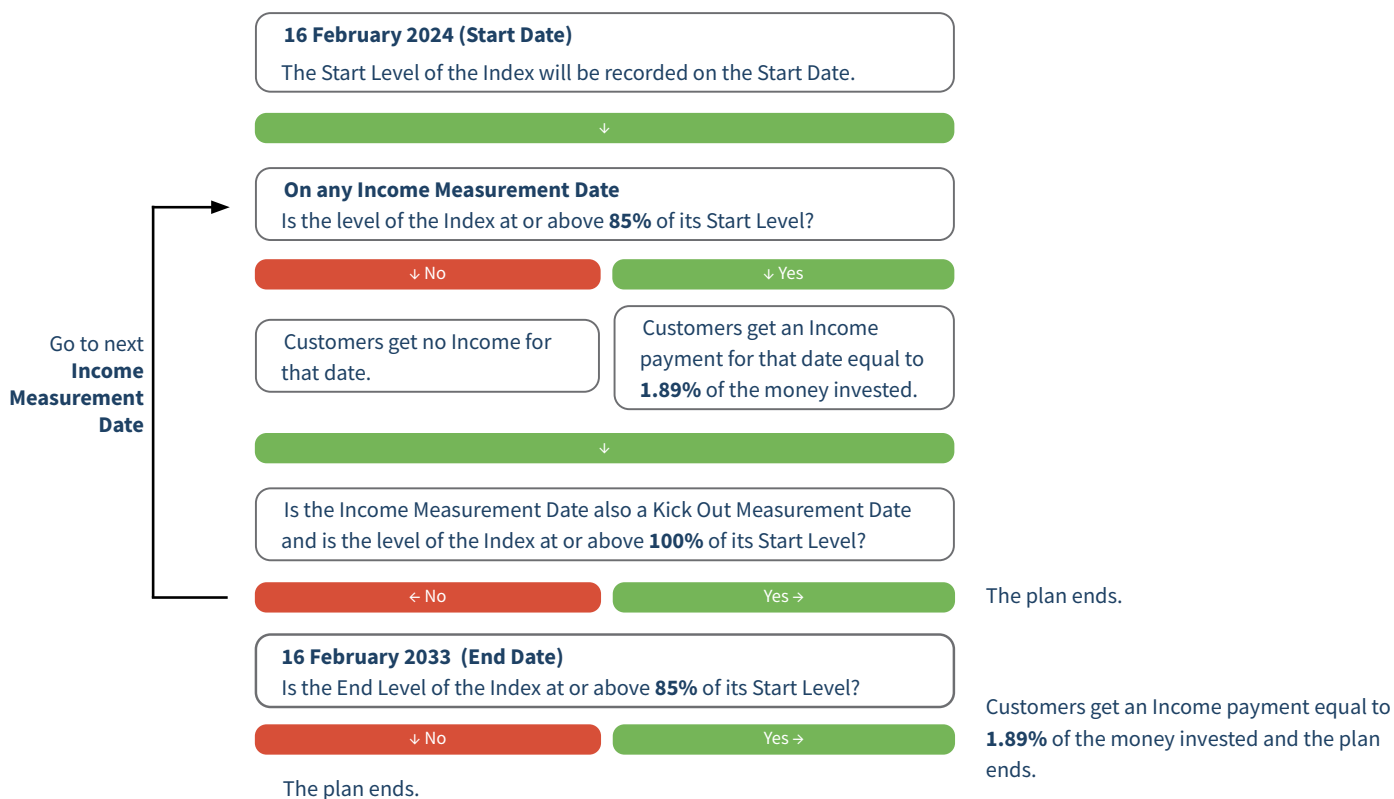 16 February 2024 (Start Date)
The Start Level of the Index will be recorded on the Start Date.
↓
On any Income Measurement Date
Is the level of the Index at or above 85% of its Start Level?
↓ No
↓ Yes
Customers get no Income for
that date.
Customers get an Income
payment for that date equal to
1.89% of the money invested.
Go to next
Income
Measurement
Date
↓
Is the Income Measurement Date also a Kick Out Measurement Date
and is the level of the Index at or above 100% of its Start Level?
← No
Yes →
The plan ends.
16 February 2033 (End Date)
Is the End Level of the Index at or above 85% of its Start Level?
↓ No
Yes →
Customers get an Income payment equal to
1.89% of the money invested and the plan
ends.
The plan ends.